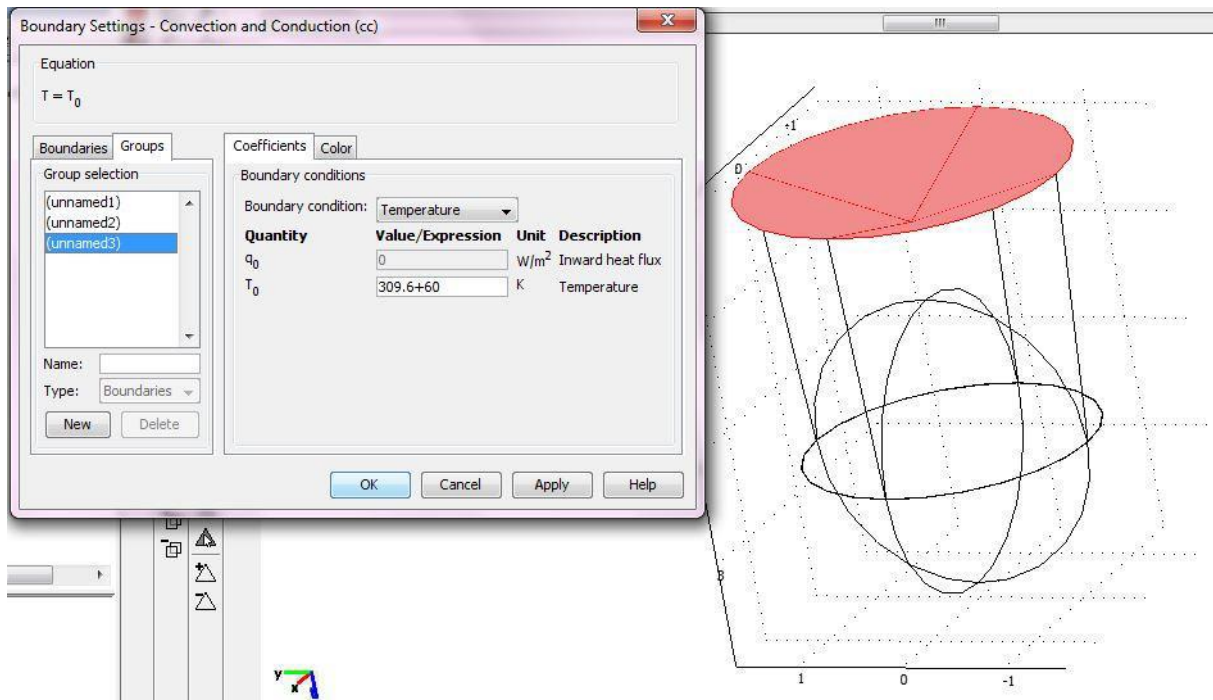 Boundary Settings - Convection and Conduction (cc)
Equation
T = T0
Boundaries Groups
Group selection
(unnamed1)
(unnamed2)
(unnamed3)
Name:
Type: Boundaries
New Delete
Coefficients Color
Boundary conditions
Boundary condition: Temperature
Quantity Value/Expression Unit Description
q0 0 W/m2 Inward heat flux
T0 309.6+60 K Temperature
OK Cancel Apply Help
0
3
1 0 -1
y
x